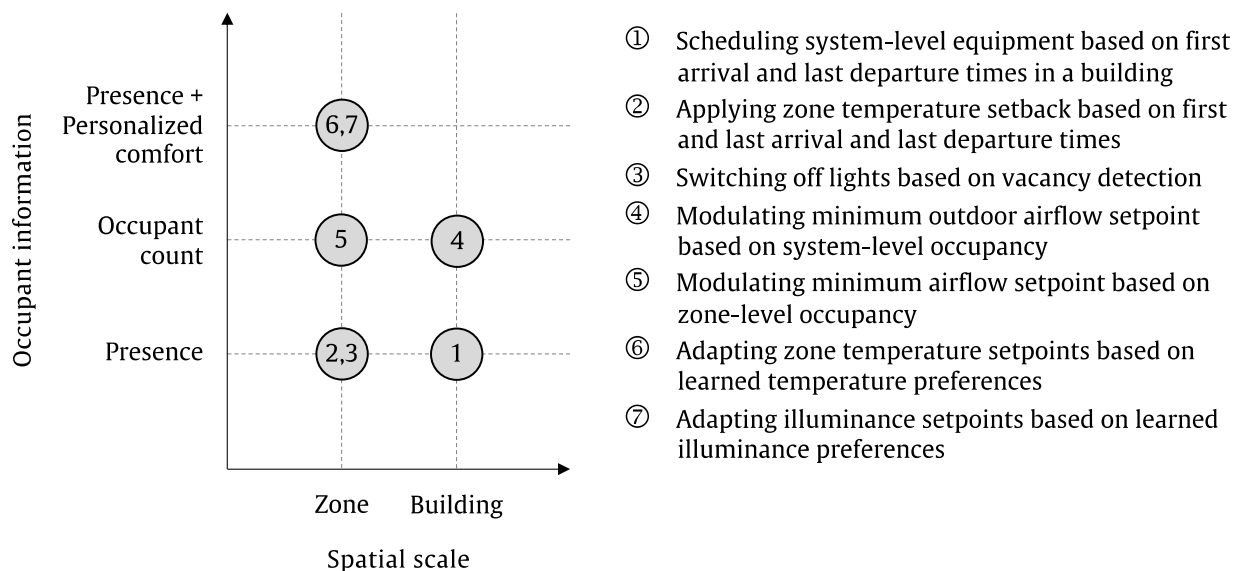 Occupant information
Presence +
Personalized
comfort
Occupant
count
Presence
6,7
5
4
2,3
1
Zone
Building
Spatial scale
① Scheduling system-level equipment based on first
arrival and last departure times in a building
② Applying zone temperature setback based on first
and last arrival and last departure times
③ Switching off lights based on vacancy detection
④ Modulating minimum outdoor airflow setpoint
based on system-level occupancy
⑤ Modulating minimum airflow setpoint based on
zone-level occupancy
⑥ Adapting zone temperature setpoints based on
learned temperature preferences
⑦ Adapting illuminance setpoints based on learned
illuminance preferences